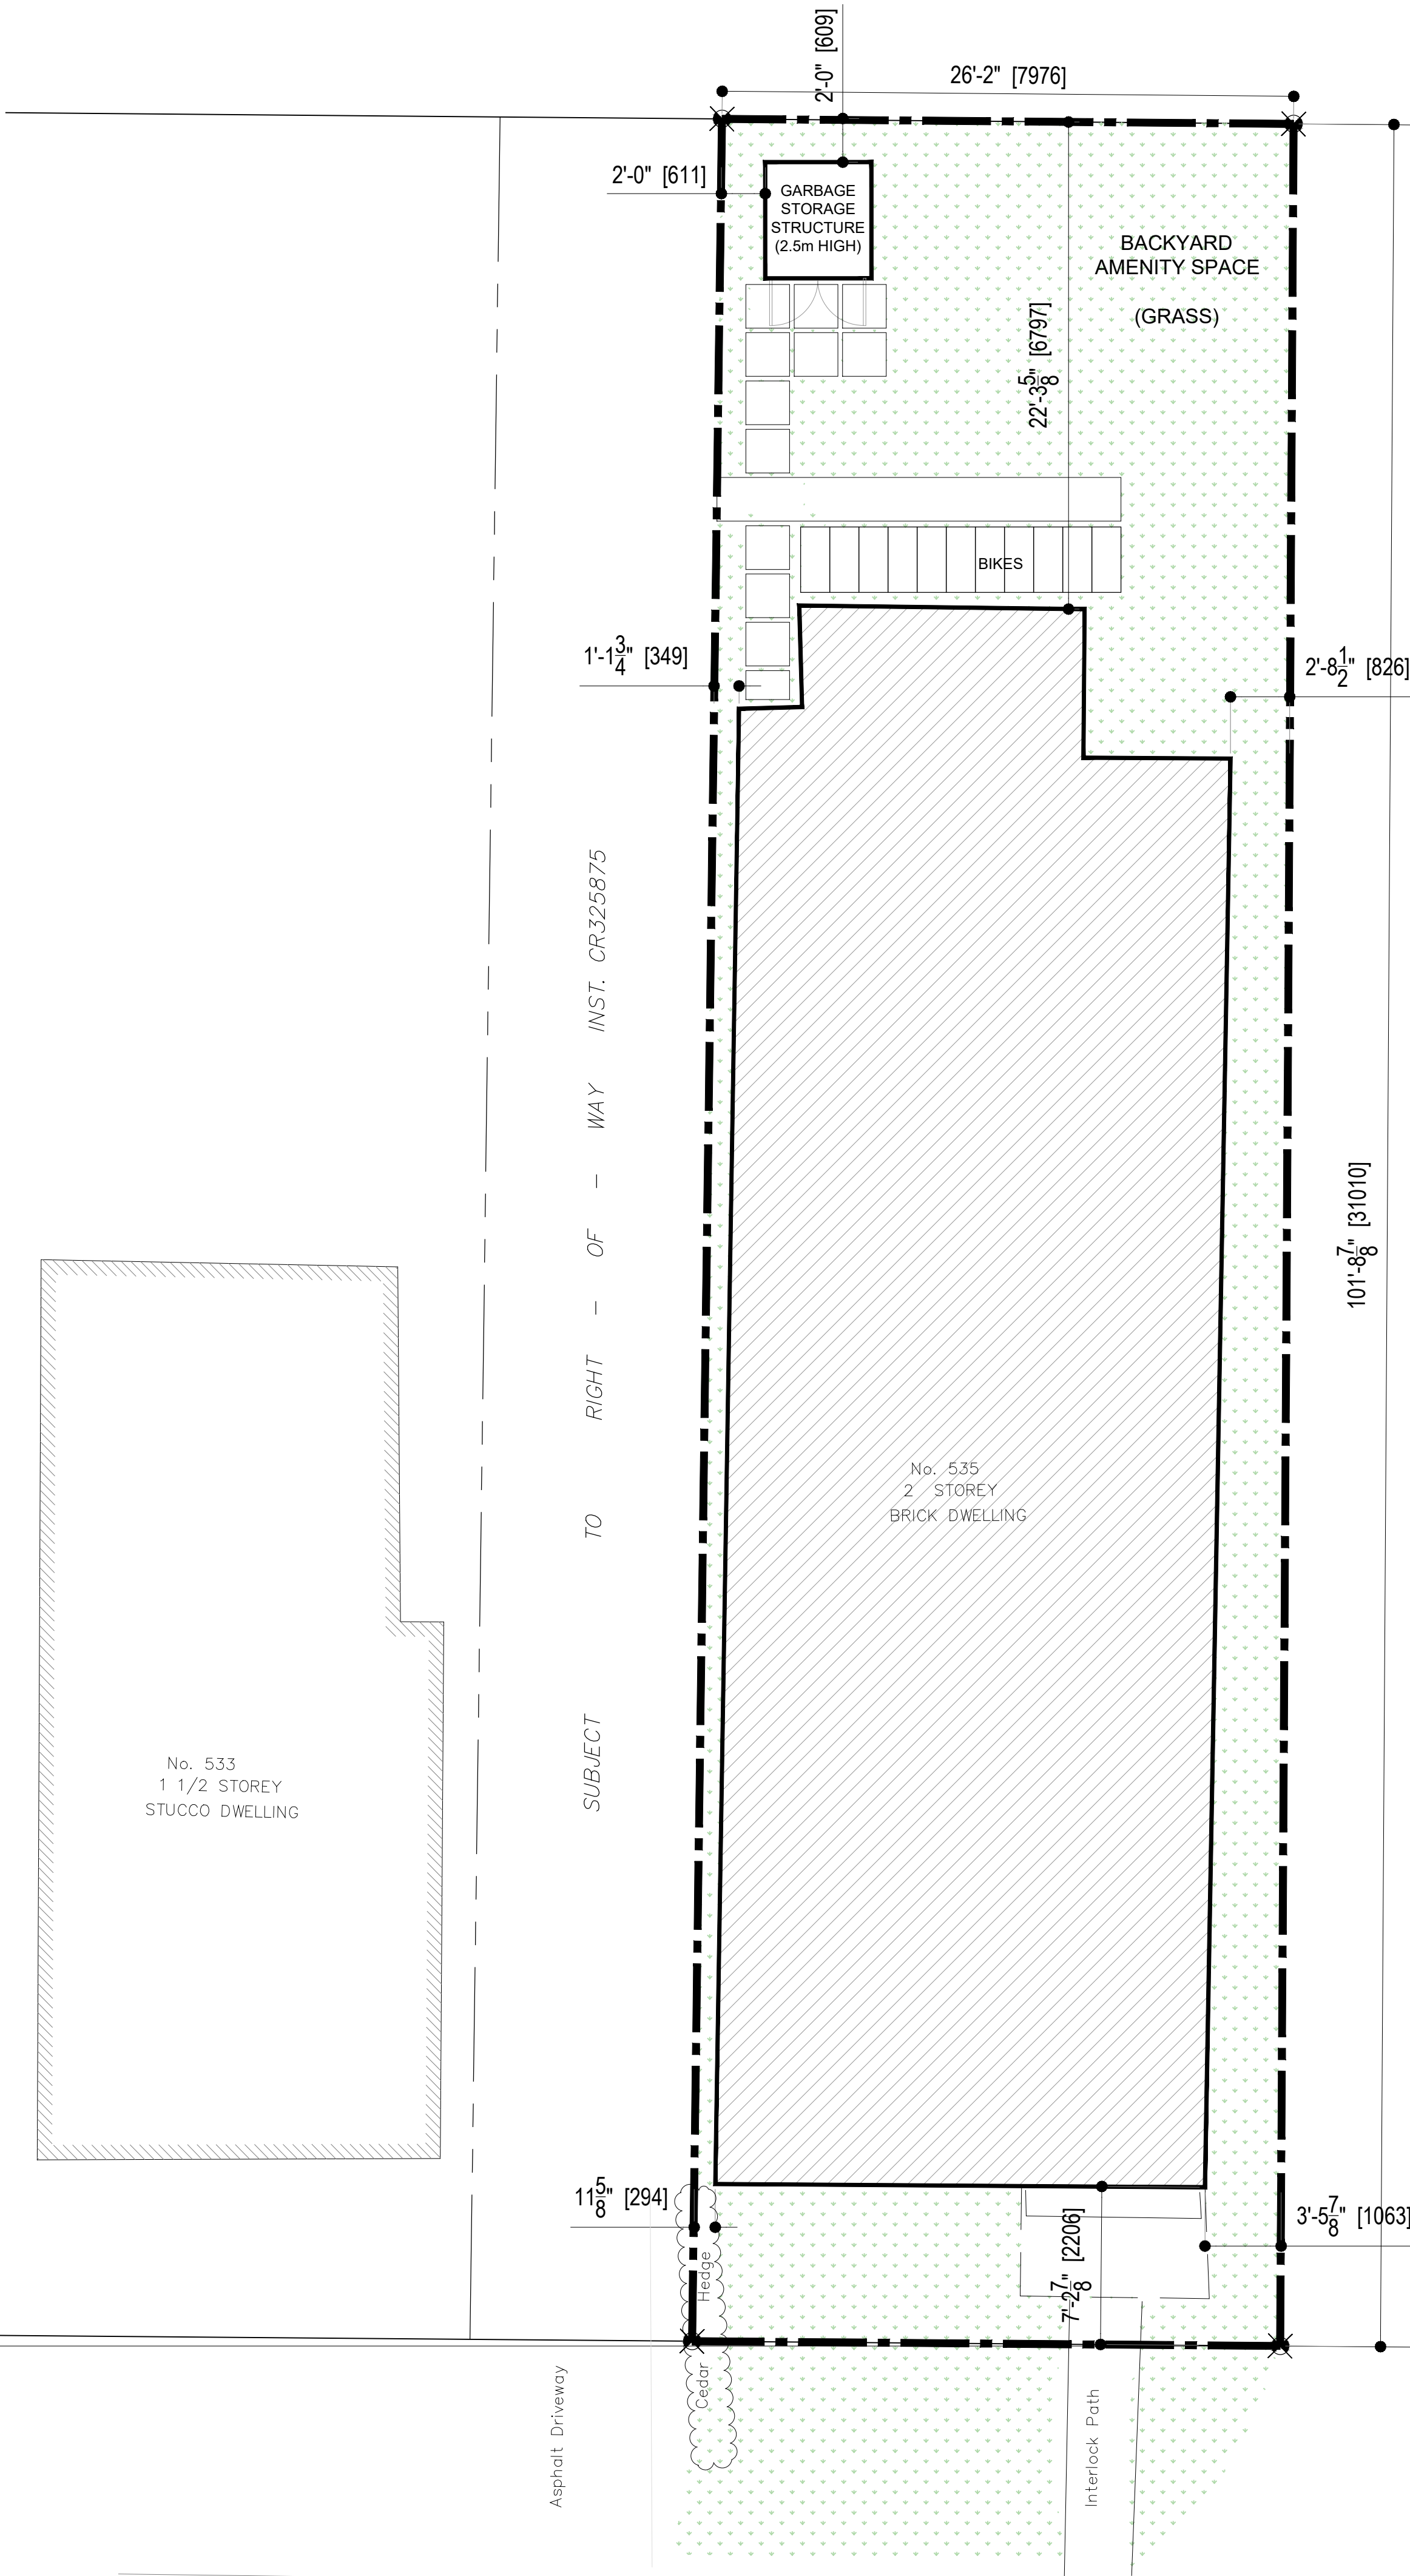 2'-0" [609]
26'-2" [7976]
2'-0" [611]
GARBAGE
STORAGE
STRUCTURE
(2.5m HIGH)
BACKYARD
AMENITY SPACE
(GRASS)
22'-3 5/8" [6797]
BIKES
1'-1 3/4" [349]
2'-8 1/2" [826]
SUBJECT TO RIGHT - OF - WAY INST. CR325875
101'-8 7/8" [31010]
No. 535
2 STOREY
BRICK DWELLING
No. 533
1 1/2 STOREY
STUCCO DWELLING
11 5/8" [294]
7'-2 7/8" [2206]
3'-5 7/8" [1063]
Cedar Hedge
Asphalt Driveway
Interlock Path